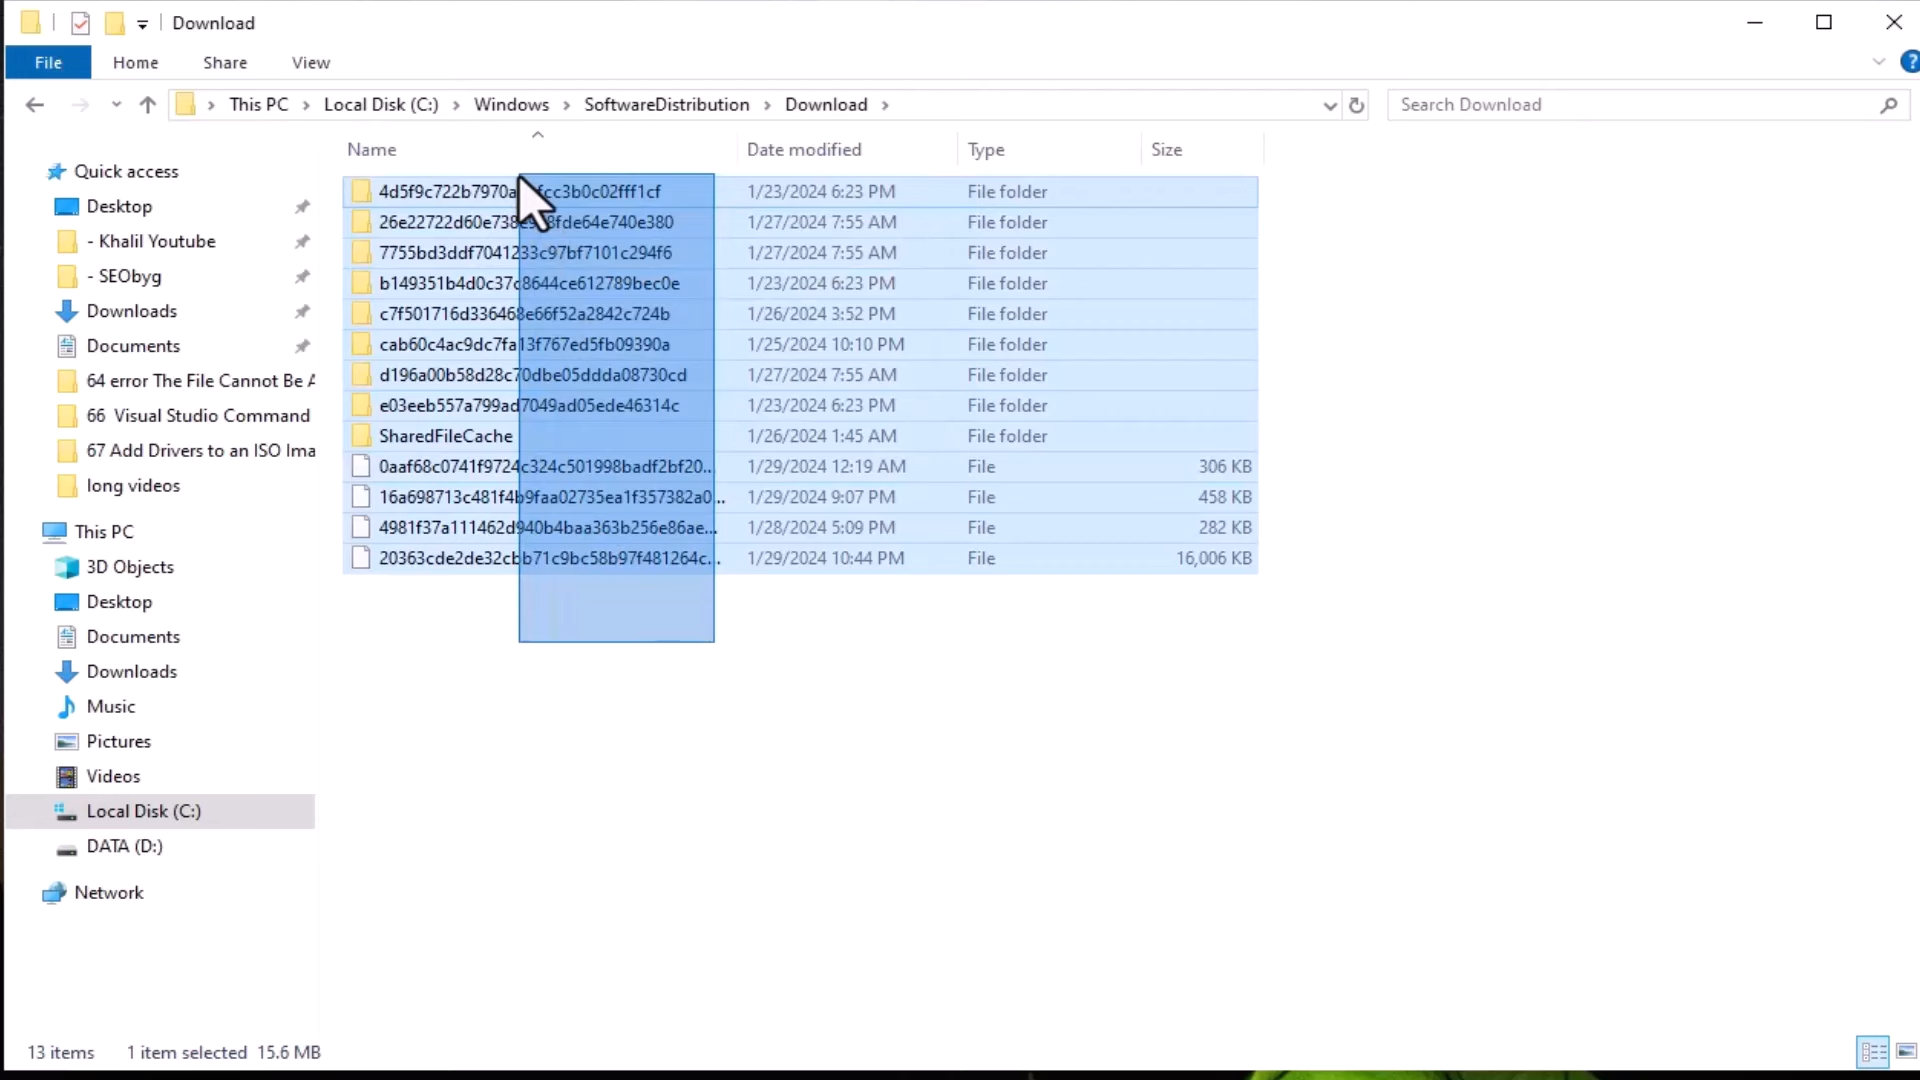 Download
File Home Share View
This PC Local Disk (C:) Windows SoftwareDistribution Download
Search Download
Name Date modified Type Size
Quick access
Desktop
- Khalil Youtube
- SEObyg
Downloads
Documents
64 error The File Cannot Be A
66 Visual Studio Command
67 Add Drivers to an ISO Ima
long videos
This PC
3D Objects
Desktop
Documents
Downloads
Music
Pictures
Videos
Local Disk (C:)
DATA (D:)
Network
1/23/2024 6:23 PM File folder
1/27/2024 7:55 AM File folder
7755bd3ddf7041233c97bf7101c294f6 1/27/2024 7:55 AM File folder
b149351b4d0c37c8644ce612789bec0e 1/23/2024 6:23 PM File folder
c7f501716d336468e66f52a2842c724b 1/26/2024 3:52 PM File folder
cab60c4ac9dc7fa13f767ed5fb09390a 1/25/2024 10:10 PM File folder
d196a00b58d28c70dbe05ddda08730cd 1/27/2024 7:55 AM File folder
e03eeb557a799ad7049ad05ede46314c 1/23/2024 6:23 PM File folder
SharedFileCache 1/26/2024 1:45 AM File folder
0aaf68c0741f9724c324c501998badf2bf20... 1/29/2024 12:19 AM File 306 KB
16a698713c481f4b9faa02735ea1f357382a0... 1/29/2024 9:07 PM File 458 KB
4981f37a111462d940b4baa363b256e86ae... 1/28/2024 5:09 PM File 282 KB
20363cde2de32cbb71c9bc58b97f481264c... 1/29/2024 10:44 PM File 16,006 KB
13 items 1 item selected 15.6 MB